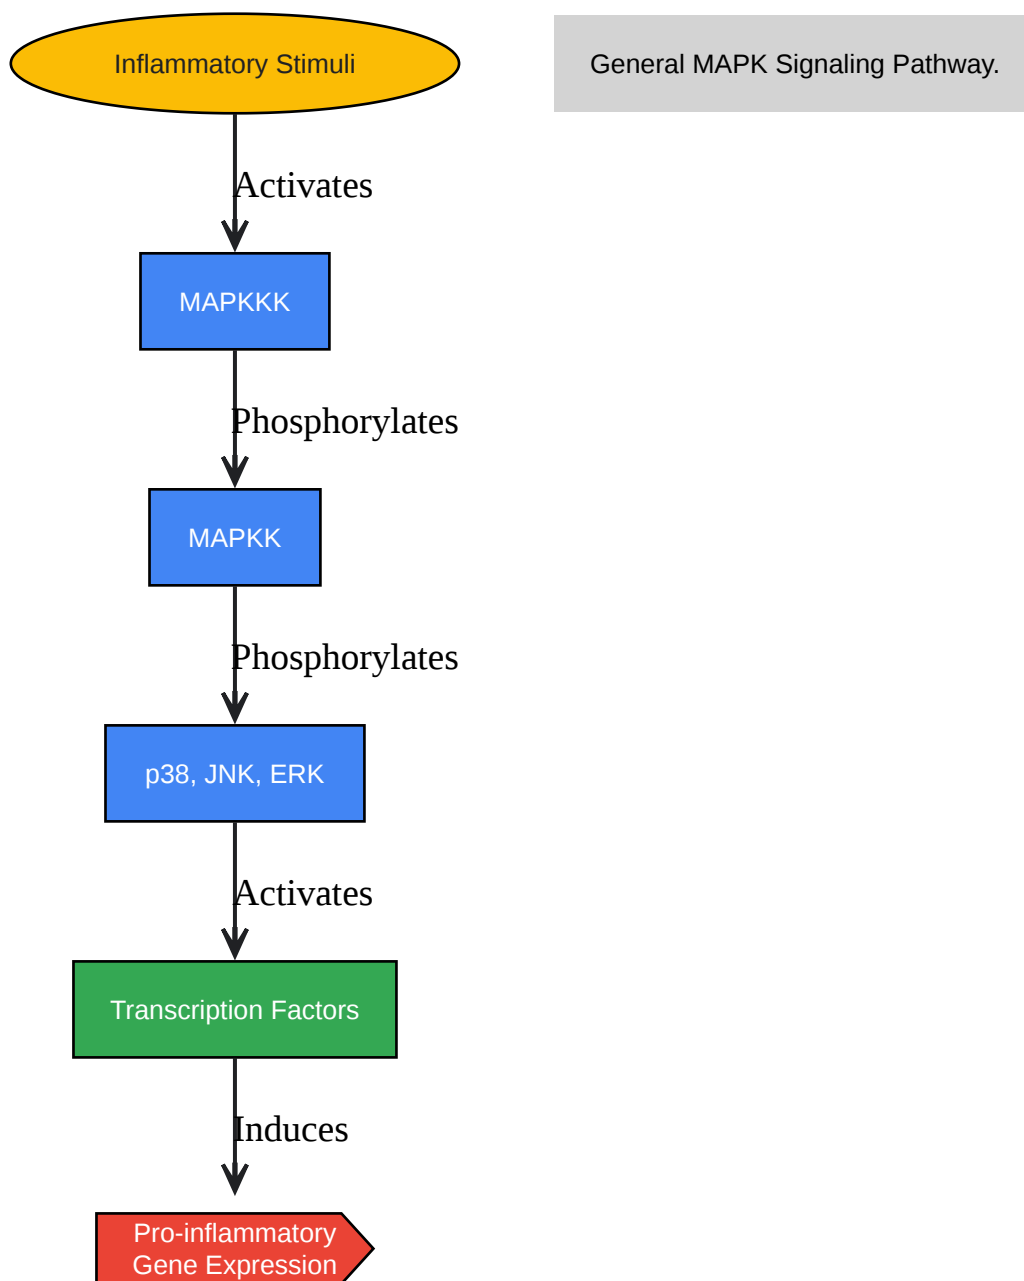 Inflammatory Stimuli
General MAPK Signaling Pathway.
Activates
MAPKKK
Phosphorylates
MAPKK
Phosphorylates
p38, JNK, ERK
Activates
Transcription Factors
Induces
Pro-inflammatory
Gene Expression